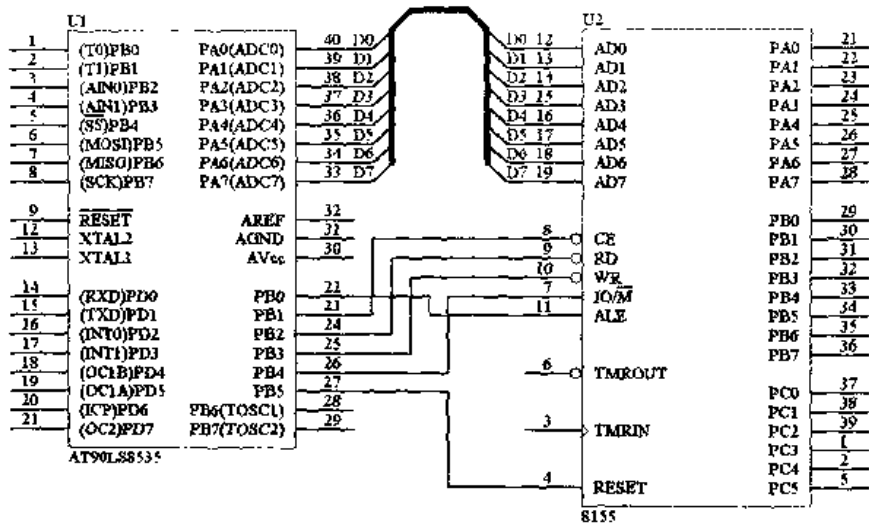 U1
1 (T0)PB0 PA0(ADC0) 40 D0
2 (T1)PB1 PA1(ADC1) 39 D1
3 (AIN0)PB2 PA2(ADC2) 38 D2
4 (AIN1)PB3 PA3(ADC3) 37 D3
5 (SS)PB4 PA4(ADC4) 36 D4
6 (MOSI)PB5 PA5(ADC5) 35 D5
7 (MISO)PB6 PA6(ADC6) 34 D6
8 (SCK)PB7 PA7(ADC7) 33 D7
9 RESET AREF 32
12 XTAL2 AGND 31
13 XTAL1 AVcc 30
14 (RXD)PD0 PB0 22
15 (TXD)PD1 PB1 23
16 (INT0)PD2 PB2 24
17 (INT1)PD3 PB3 25
18 (OC1B)PD4 PB4 26
19 (OC1A)PD5 PB5 27
20 (ICP)PD6 PB6(TOSC1) 28
21 (OC2)PD7 PB7(TOSC2) 29
AT90LS8535
U2
D0 12 AD0 PA0 21
D1 13 AD1 PA1 22
D2 14 AD2 PA2 23
D3 15 AD3 PA3 24
D4 16 AD4 PA4 25
D5 17 AD5 PA5 26
D6 18 AD6 PA6 27
D7 19 AD7 PA7 28
PB0 29
8 CE PB1 30
9 RD PB2 31
10 WR PB3 32
7 IO/M PB4 33
11 ALE PB5 34
PB6 35
PB7 36
6 TMROUT
PC0 37
PC1 38
3 TMRIN PC2 39
PC3 1
PC4 2
4 RESET PC5 5
8155